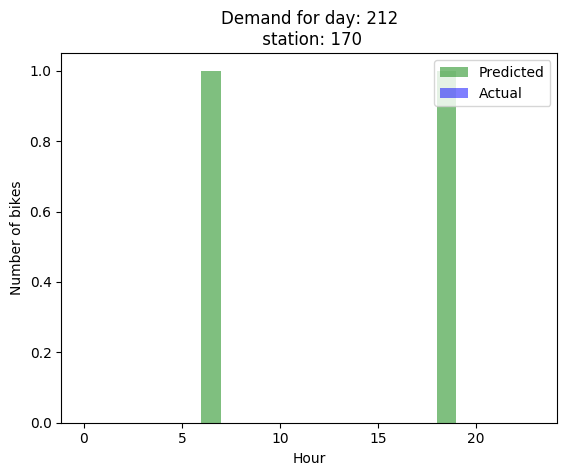 Demand for day: 212
station: 170
Predicted
Actual
1.0
0.8
0.6
0.4
0.2
0.0
Number of bikes
0
5
10
15
20
Hour